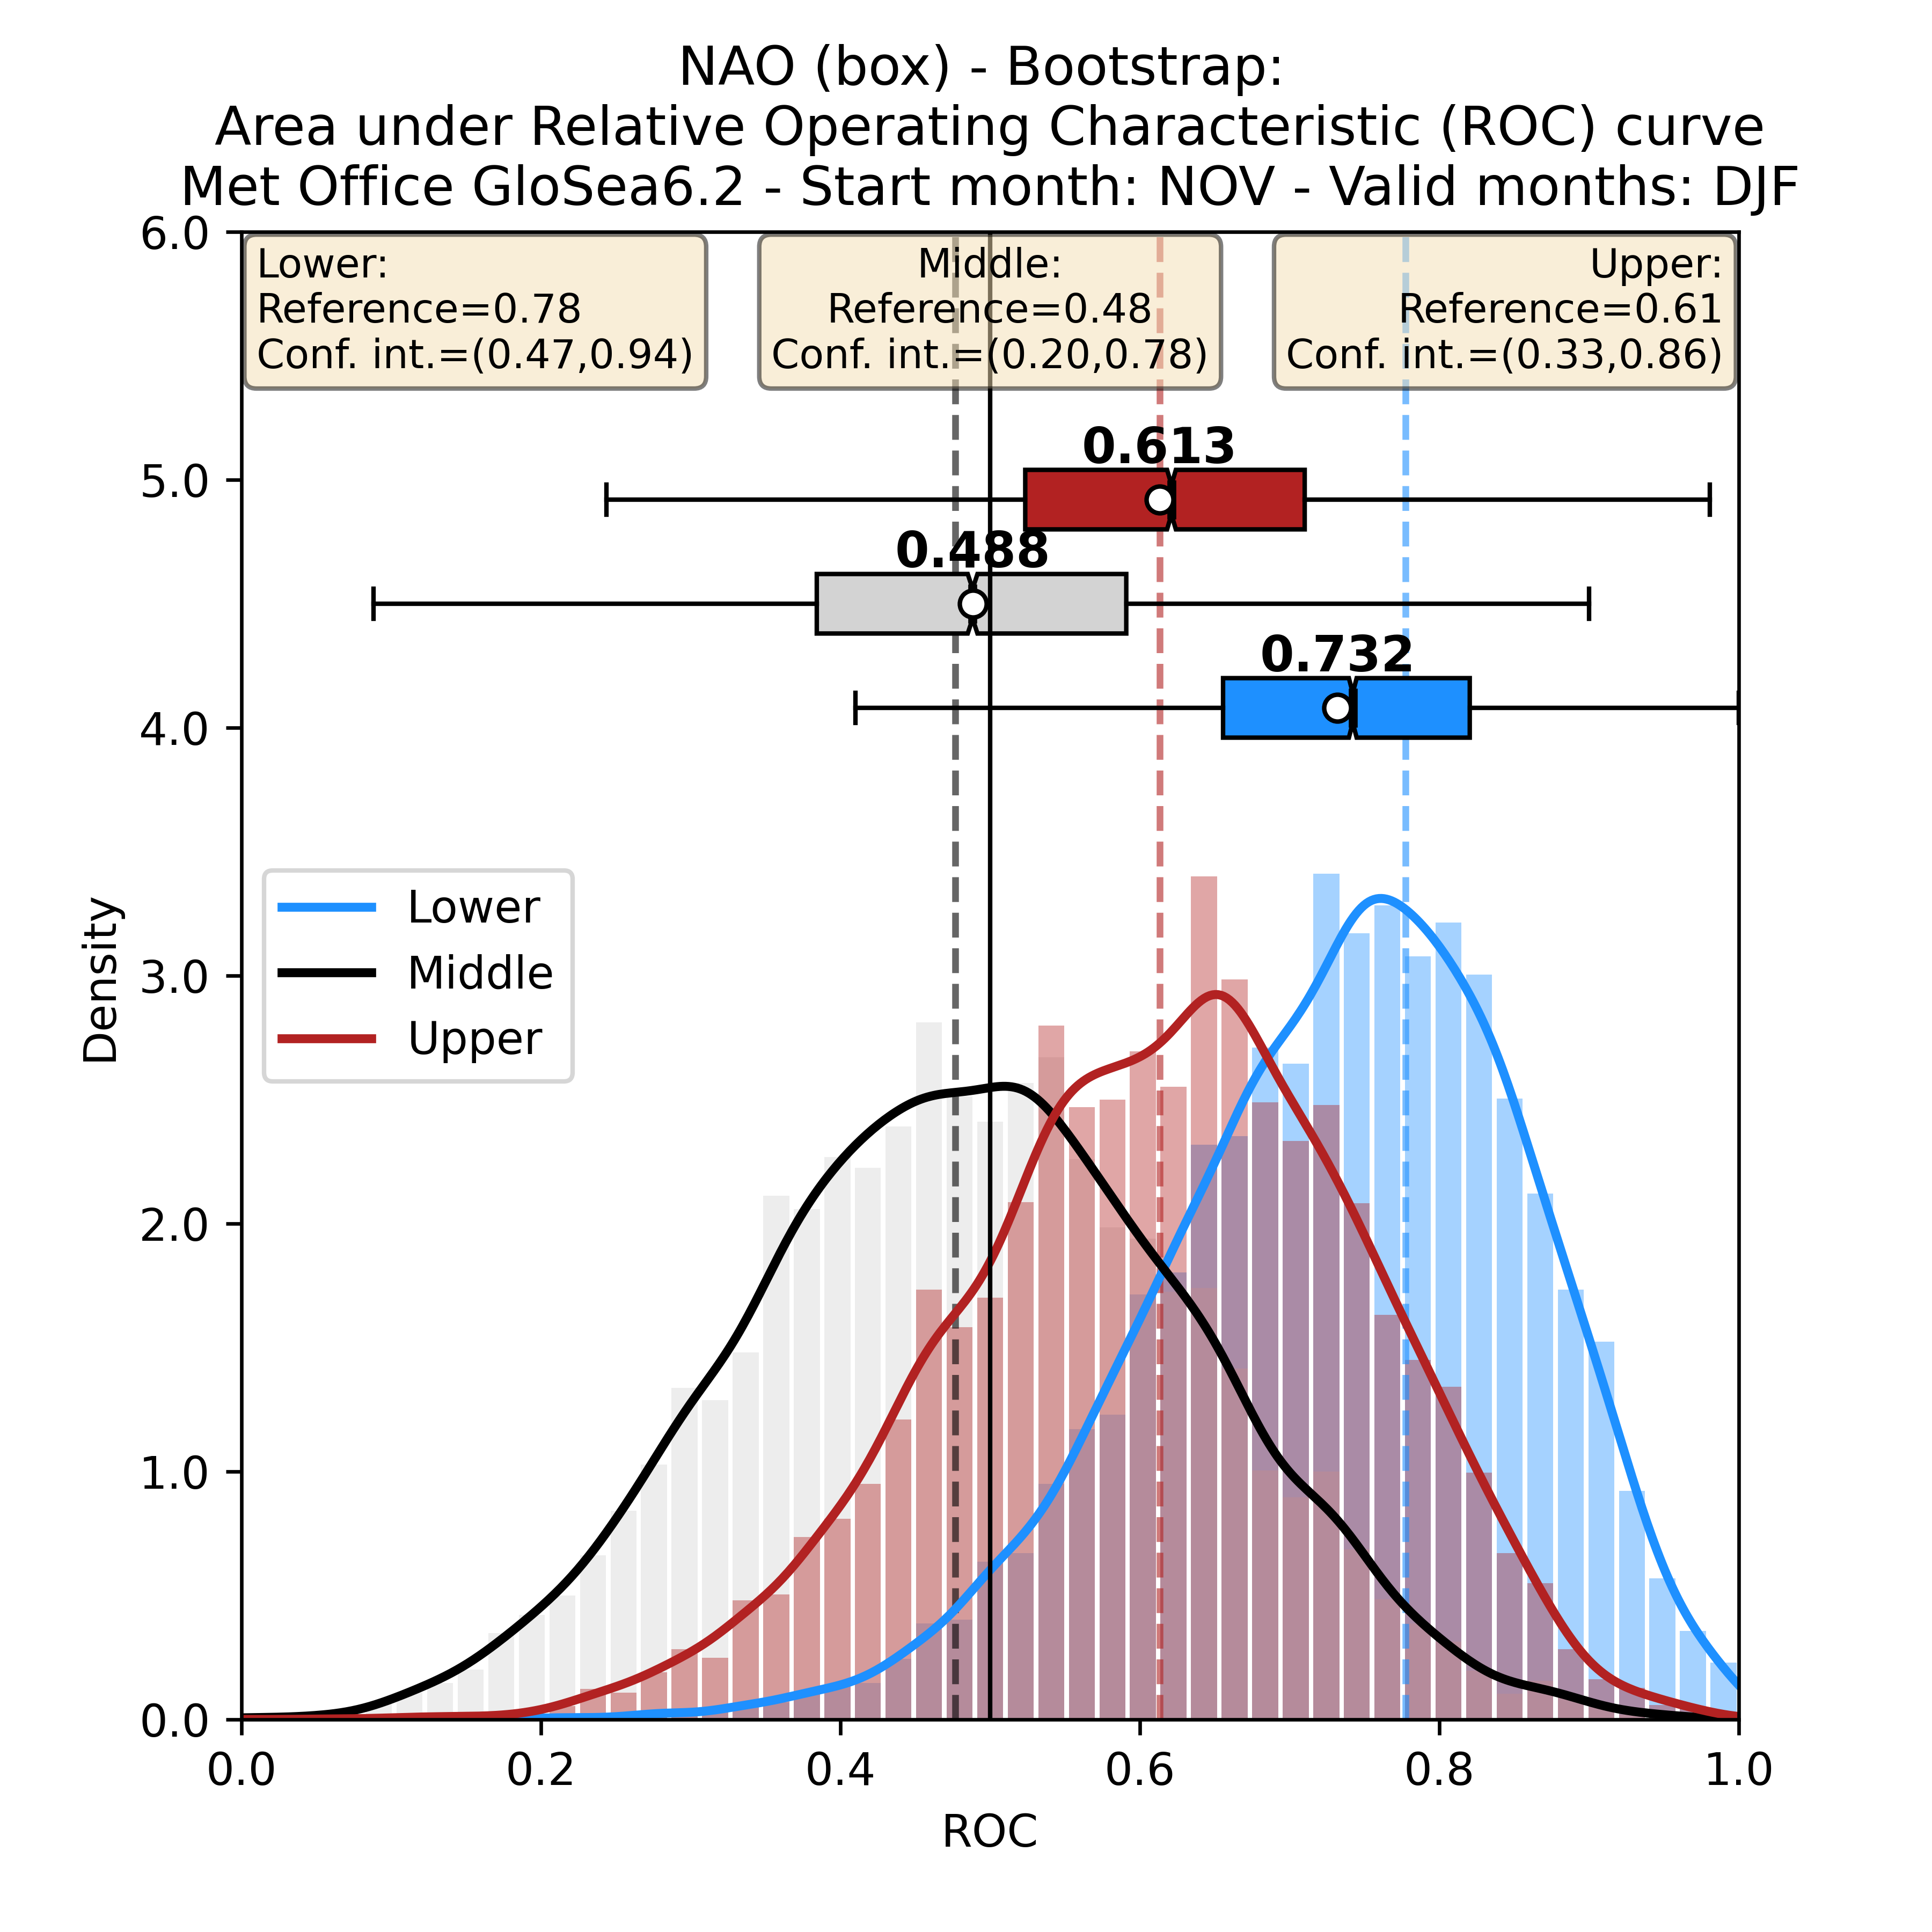 NAO (box) - Bootstrap:
Area under Relative Operating Characteristic (ROC) curve
Met Office GloSea6.2 - Start month: NOV - Valid months: DJF
Lower:
Reference=0.78
Conf. int.=(0.47,0.94)
Middle:
Reference=0.48
Conf. int.=(0.20,0.78)
Upper:
Reference=0.61
Conf. int.=(0.33,0.86)
0.613
0.488
0.732
Lower
Middle
Upper
Density
6.0
5.0
4.0
3.0
2.0
1.0
0.0
0.0 0.2 0.4 0.6 0.8 1.0
ROC